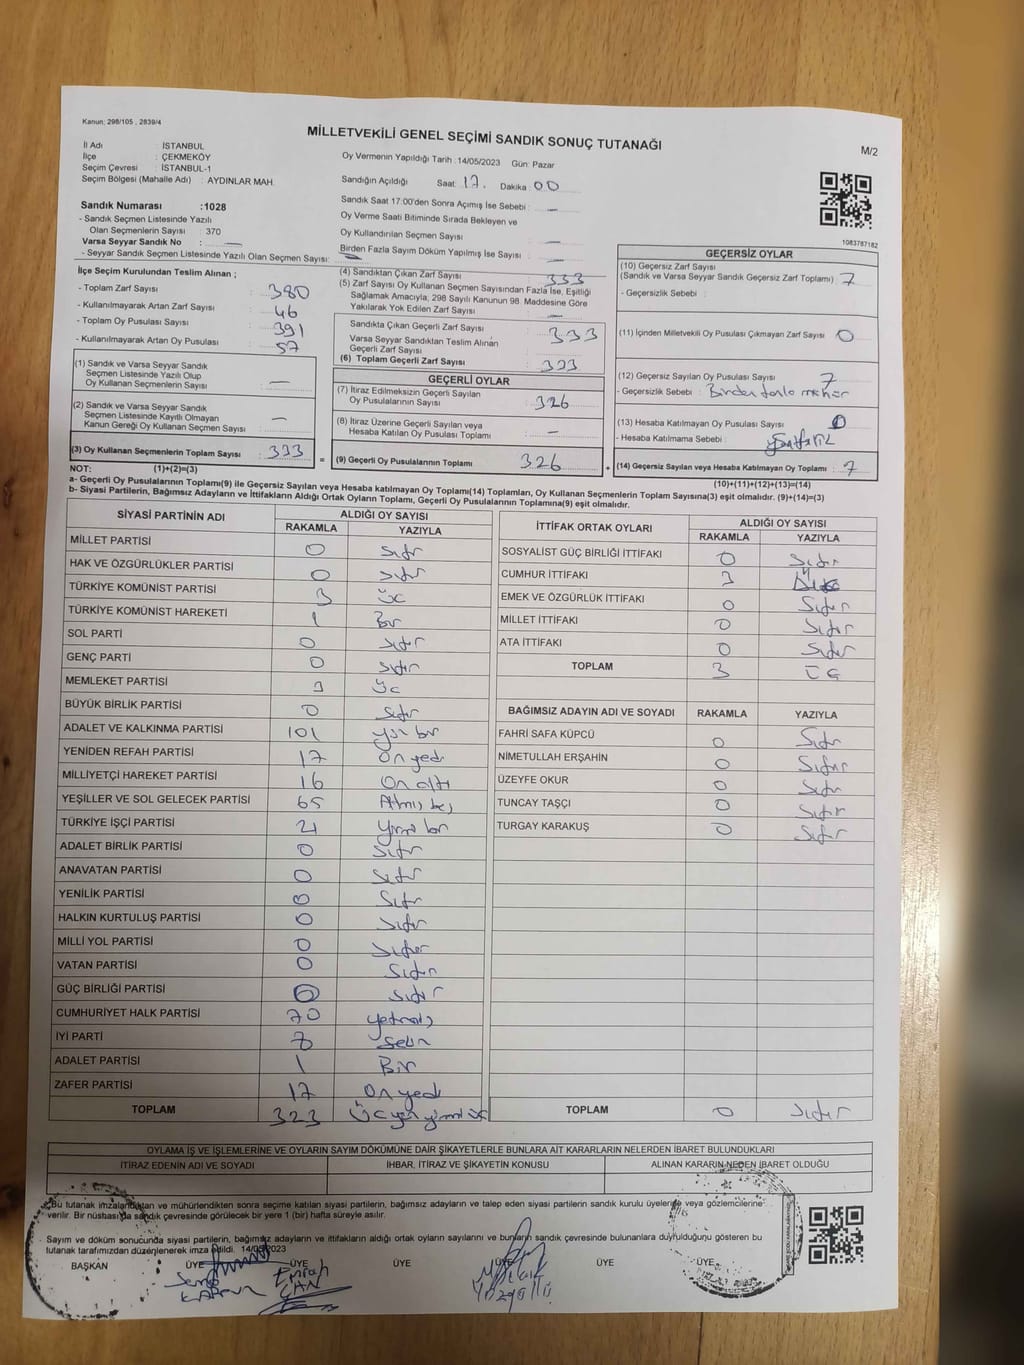 Kanun: 298/105 , 2839/4
MİLLETVEKİLİ GENEL SEÇİMİ SANDIK SONUÇ TUTANAĞI
M/2
İl Adı : İSTANBUL
İlçe : ÇEKMEKÖY
Seçim Çevresi : İSTANBUL-1
Seçim Bölgesi (Mahalle Adı) : AYDINLAR MAH.
Oy Vermenin Yapıldığı Tarih : 14/05/2023 Gün: Pazar
Sandığın Açıldığı Saat: 17. Dakika : 00
Sandık Saat 17:00'den Sonra Açımış İse Sebebi : —
Oy Verme Saati Bitiminde Sırada Bekleyen ve
Oy Kullandırılan Seçmen Sayısı : —
Birden Fazla Sayım Döküm Yapılmış İse Sayısı : —
Sandık Numarası :1028
- Sandık Seçmen Listesinde Yazılı
Olan Seçmenlerin Sayısı : 370
Varsa Seyyar Sandık No : —
- Seyyar Sandık Seçmen Listesinde Yazılı Olan Seçmen Sayısı: —
1083787182
İlçe Seçim Kurulundan Teslim Alınan ;
- Toplam Zarf Sayısı : 380
- Kullanılmayarak Artan Zarf Sayısı : 46
- Toplam Oy Pusulası Sayısı : 391
- Kullanılmayarak Artan Oy Pusulası : 57
(1) Sandık ve Varsa Seyyar Sandık
Seçmen Listesinde Yazılı Olup
Oy Kullanan Seçmenlerin Sayısı : —
(2) Sandık ve Varsa Seyyar Sandık
Seçmen Listesinde Kayıtlı Olmayan
Kanun Gereği Oy Kullanan Seçmen Sayısı : —
(3) Oy Kullanan Seçmenlerin Toplam Sayısı : 333
(4) Sandıktan Çıkan Zarf Sayısı : 333
(5) Zarf Sayısı Oy Kullanan Seçmen Sayısından Fazla İse, Eşitliği
Sağlamak Amacıyla; 298 Sayılı Kanunun 98. Maddesine Göre
Yakılarak Yok Edilen Zarf Sayısı : —
Sandıkta Çıkan Geçerli Zarf Sayısı : 333
Varsa Seyyar Sandıktan Teslim Alınan
Geçerli Zarf Sayısı :
(6) Toplam Geçerli Zarf Sayısı : 333
GEÇERLİ OYLAR
(7) İtiraz Edilmeksizin Geçerli Sayılan
Oy Pusulalarının Sayısı : 326
(8) İtiraz Üzerine Geçerli Sayılan veya
Hesaba Katılan Oy Pusulası Toplamı : —
= (9) Geçerli Oy Pusulalarının Toplamı : 326
GEÇERSİZ OYLAR
(10) Geçersiz Zarf Sayısı
(Sandık ve Varsa Seyyar Sandık Geçersiz Zarf Toplamı) : 7
- Geçersizlik Sebebi :
(11) İçinden Milletvekili Oy Pusulası Çıkmayan Zarf Sayısı : 0
(12) Geçersiz Sayılan Oy Pusulası Sayısı : 7
- Geçersizlik Sebebi : Birden fazla mühür
(13) Hesaba Katılmayan Oy Pusulası Sayısı : 0
- Hesaba Katılmama Sebebi :
+ (14) Geçersiz Sayılan veya Hesaba Katılmayan Oy Toplamı : 7
NOT: (1)+(2)=(3)
(10)+(11)+(12)+(13)=(14)
a- Geçerli Oy Pusulalarının Toplamı(9) ile Geçersiz Sayılan veya Hesaba katılmayan Oy Toplamı(14) Toplamları, Oy Kullanan Seçmenlerin Toplam Sayısına(3) eşit olmalıdır. (9)+(14)=(3)
b- Siyasi Partilerin, Bağımsız Adayların ve İttifakların Aldığı Ortak Oyların Toplamı, Geçerli Oy Pusulalarının Toplamına(9) eşit olmalıdır.
SİYASİ PARTİNİN ADI ALDIĞI OY SAYISI
RAKAMLA YAZIYLA
MİLLET PARTİSİ 0 sıfır
HAK VE ÖZGÜRLÜKLER PARTİSİ 0 sıfır
TÜRKİYE KOMÜNİST PARTİSİ 3 üc
TÜRKİYE KOMÜNİST HAREKETİ 1 Bir
SOL PARTİ 0 sıfır
GENÇ PARTİ 0 sıfır
MEMLEKET PARTİSİ 3 üc
BÜYÜK BİRLİK PARTİSİ 0 sıfır
ADALET VE KALKINMA PARTİSİ 101 yüz bir
YENİDEN REFAH PARTİSİ 17 on yedi
MİLLİYETÇİ HAREKET PARTİSİ 16 On altı
YEŞİLLER VE SOL GELECEK PARTİSİ 65 Atmış beş
TÜRKİYE İŞÇİ PARTİSİ 21 yirmi bir
ADALET BİRLİK PARTİSİ 0 sıfır
ANAVATAN PARTİSİ 0 sıfır
YENİLİK PARTİSİ 0 sıfır
HALKIN KURTULUŞ PARTİSİ 0 sıfır
MİLLİ YOL PARTİSİ 0 sıfır
VATAN PARTİSİ 0 sıfır
GÜÇ BİRLİĞİ PARTİSİ 0 sıfır
CUMHURİYET HALK PARTİSİ 70 yetmiş
İYİ PARTİ
ADALET PARTİSİ 1 Bir
ZAFER PARTİSİ 17 On yedi
TOPLAM 323 Üc yüz yirmi üc
İTTİFAK ORTAK OYLARI ALDIĞI OY SAYISI
RAKAMLA YAZIYLA
SOSYALİST GÜÇ BİRLİĞİ İTTİFAKI 0 sıfır
CUMHUR İTTİFAKI 3
EMEK VE ÖZGÜRLÜK İTTİFAKI 0 sıfır
MİLLET İTTİFAKI 0 sıfır
ATA İTTİFAKI 0 sıfır
TOPLAM 3 üc
BAĞIMSIZ ADAYIN ADI VE SOYADI RAKAMLA YAZIYLA
FAHRİ SAFA KÜPCÜ 0 sıfır
NİMETULLAH ERŞAHİN 0 sıfır
ÜZEYFE OKUR 0 sıfır
TUNCAY TAŞÇI 0 sıfır
TURGAY KARAKUŞ 0 sıfır
TOPLAM 0 sıfır
OYLAMA İŞ VE İŞLEMLERİNE VE OYLARIN SAYIM DÖKÜMÜNE DAİR ŞİKAYETLERLE BUNLARA AİT KARARLARIN NELERDEN İBARET BULUNDUKLARI
İTİRAZ EDENİN ADI VE SOYADI İHBAR, İTİRAZ VE ŞİKAYETİN KONUSU ALINAN KARARIN NEDEN İBARET OLDUĞU
Bu tutanak imzalandıktan ve mühürlendikten sonra seçime katılan siyasi partilerin, bağımsız adayların ve talep eden siyasi partilerin sandık kurulu üyelerine veya gözlemcilerine
verilir. Bir nüshası da sandık çevresinde görülecek bir yere 1 (bir) hafta süreyle asılır.
Sayım ve döküm sonucunda siyasi partilerin, bağımsız adayların ve ittifakların aldığı ortak oyların sayılarını ve bunların sandık çevresinde bulunanlara duyrulduğunu gösteren bu
tutanak tarafımızdan düzenlenerek imza edildi. 14/05/2023
BAŞKAN ÜYE ÜYE ÜYE ÜYE ÜYE ÜYE
Emrah
CAN